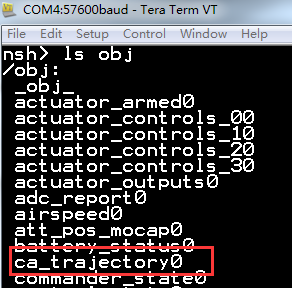 COM4:57600baud - Tera Term VT
File Edit Setup Control Window Help
nsh> ls obj
/obj:
_obj_
actuator_armed0
actuator_controls_00
actuator_controls_10
actuator_controls_20
actuator_controls_30
actuator_outputs0
adc_report0
airspeed0
att_pos_mocap0
battery_status0
ca_trajectory0
commander_state0